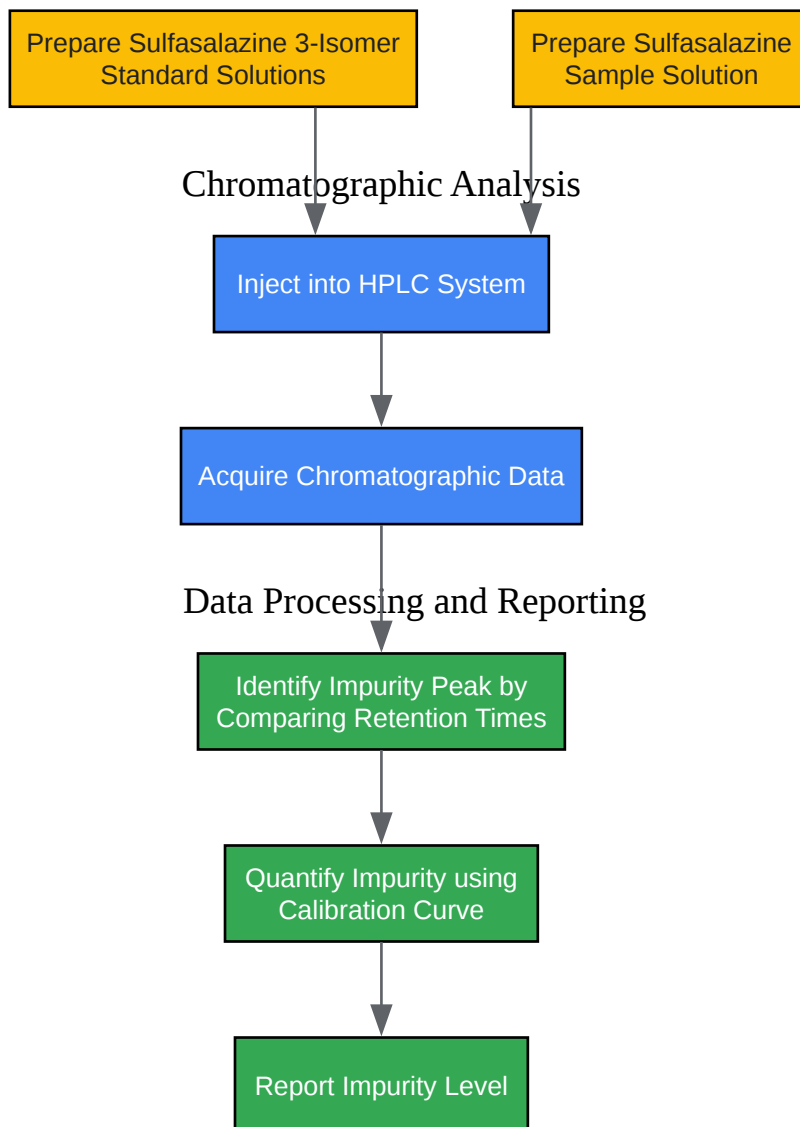 Prepare Sulfasalazine 3-Isomer
Standard Solutions
Prepare Sulfasalazine
Sample Solution
Chromatographic Analysis
Inject into HPLC System
Acquire Chromatographic Data
Data Processing and Reporting
Identify Impurity Peak by
Comparing Retention Times
Quantify Impurity using
Calibration Curve
Report Impurity Level